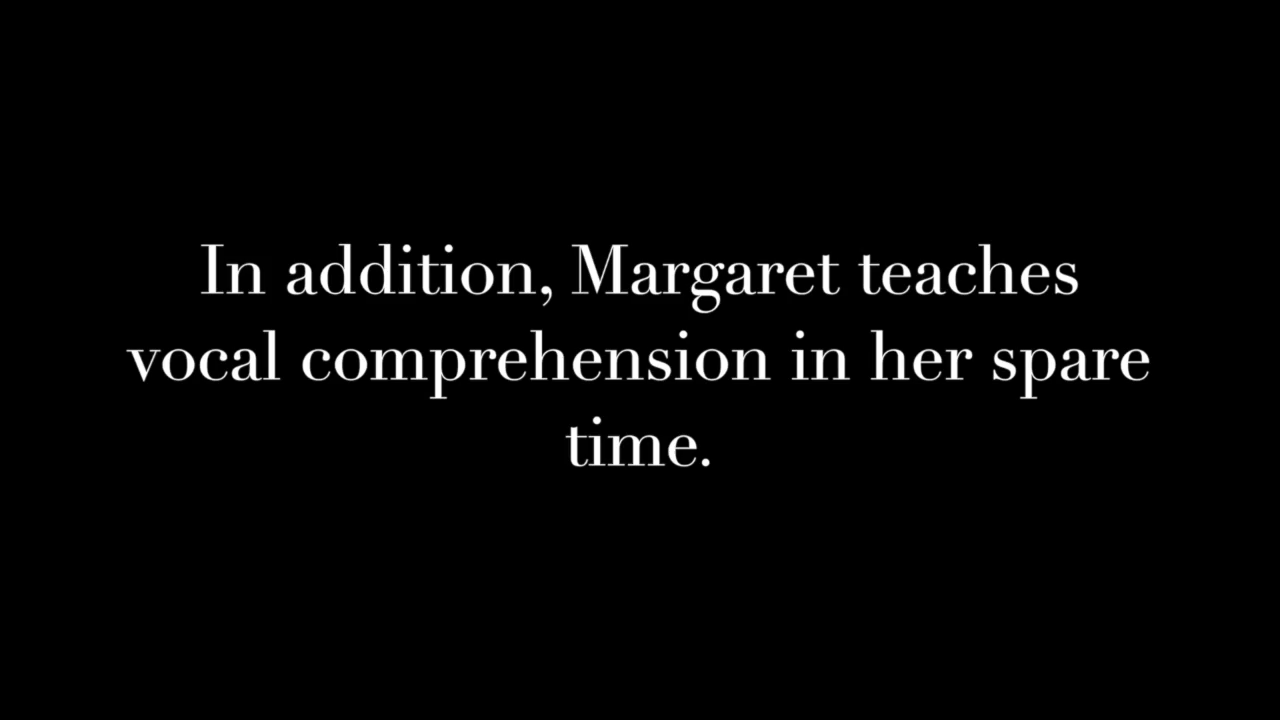 In addition, Margaret teaches
vocal comprehension in her spare
time.